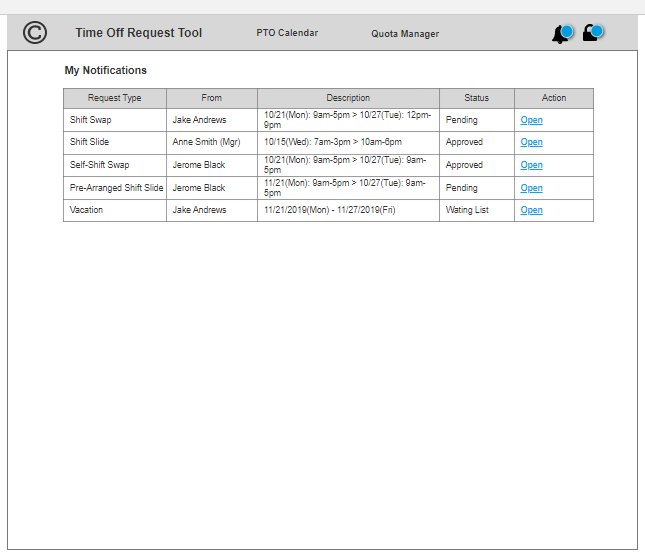 © Time Off Request Tool PTO Calendar Quota Manager
My Notifications
Request Type From Description Status Action
Shift Swap Jake Andrews 10/21(Mon): 9am-5pm > 10/27(Tue): 12pm-
9pm Pending Open
Shift Slide Anne Smith (Mgr) 10/15(Wed): 7am-3pm > 10am-6pm Approved Open
Self-Shift Swap Jerome Black 10/21(Mon): 9am-5pm > 10/27(Tue): 9am-
5pm Approved Open
Pre-Arranged Shift Slide Jerome Black 11/21(Mon): 9am-5pm > 10/27(Tue): 9am-
5pm Pending Open
Vacation Jake Andrews 11/21/2019(Mon) - 11/27/2019(Fri) Wating List Open